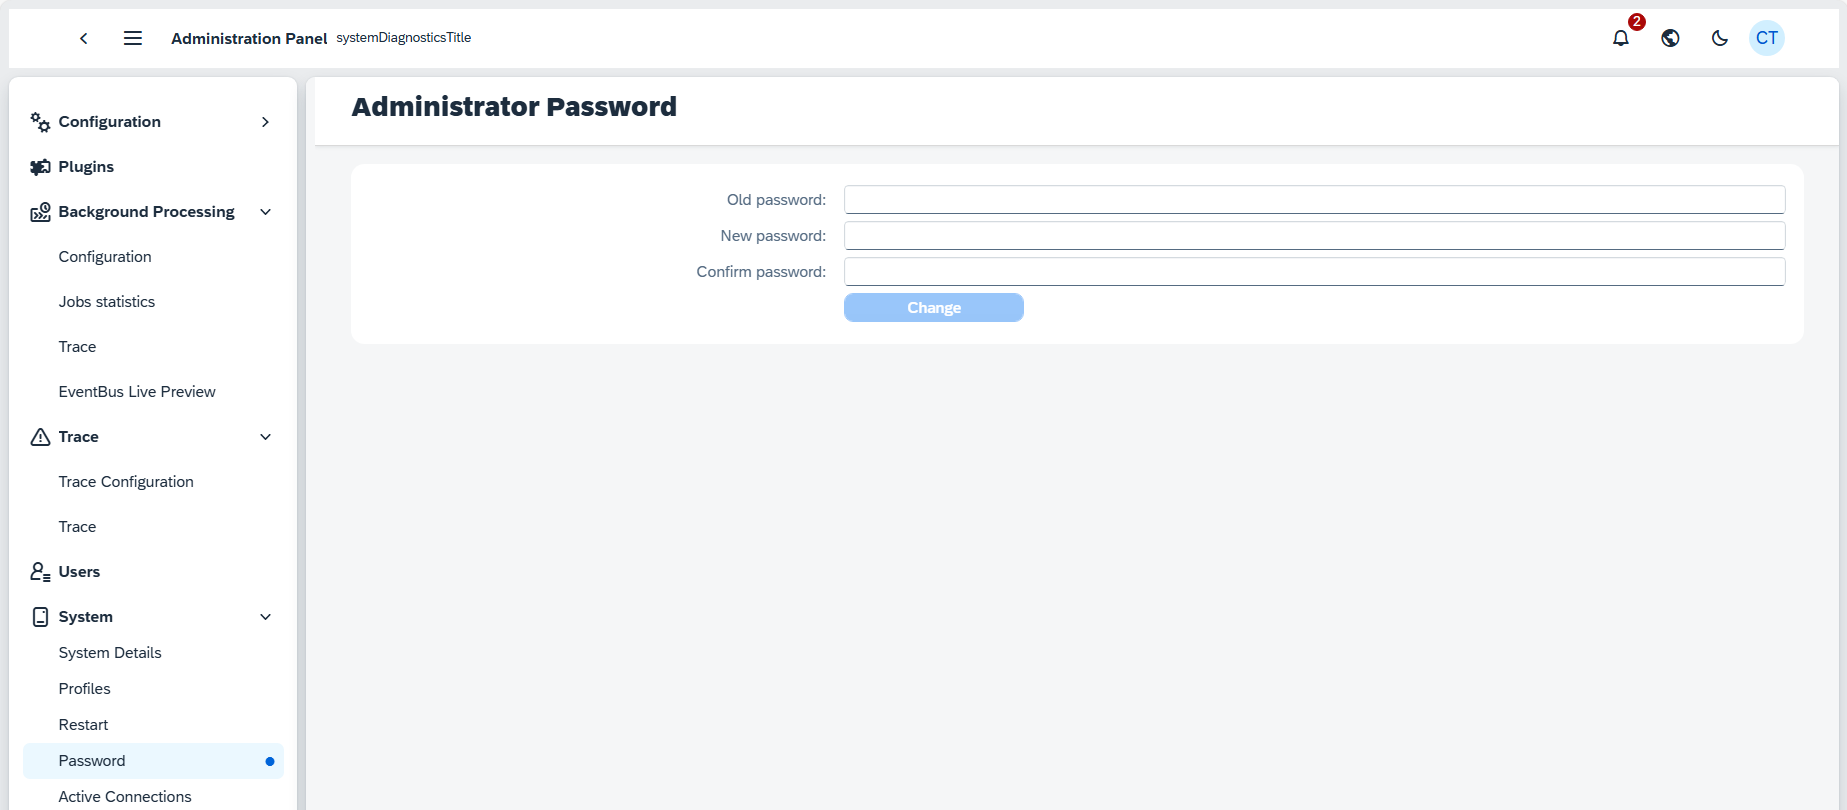 Administration Panel systemDiagnosticsTitle
2
CT
Configuration
Plugins
Background Processing
Configuration
Jobs statistics
Trace
EventBus Live Preview
Trace
Trace Configuration
Trace
Users
System
System Details
Profiles
Restart
Password
Active Connections
Administrator Password
Old password:
New password:
Confirm password:
Change